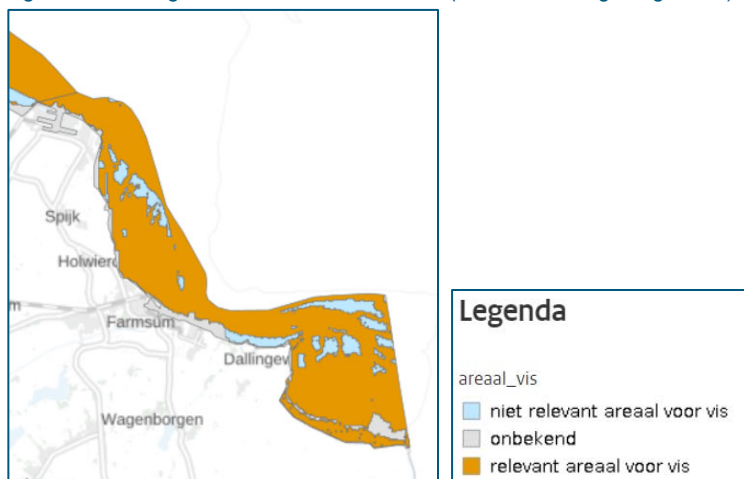 Spijk
Holwierd
Farmsum
Dallingew
Wagenborgen
Legenda
areaal_vis
niet relevant areaal voor vis
onbekend
relevant areaal voor vis